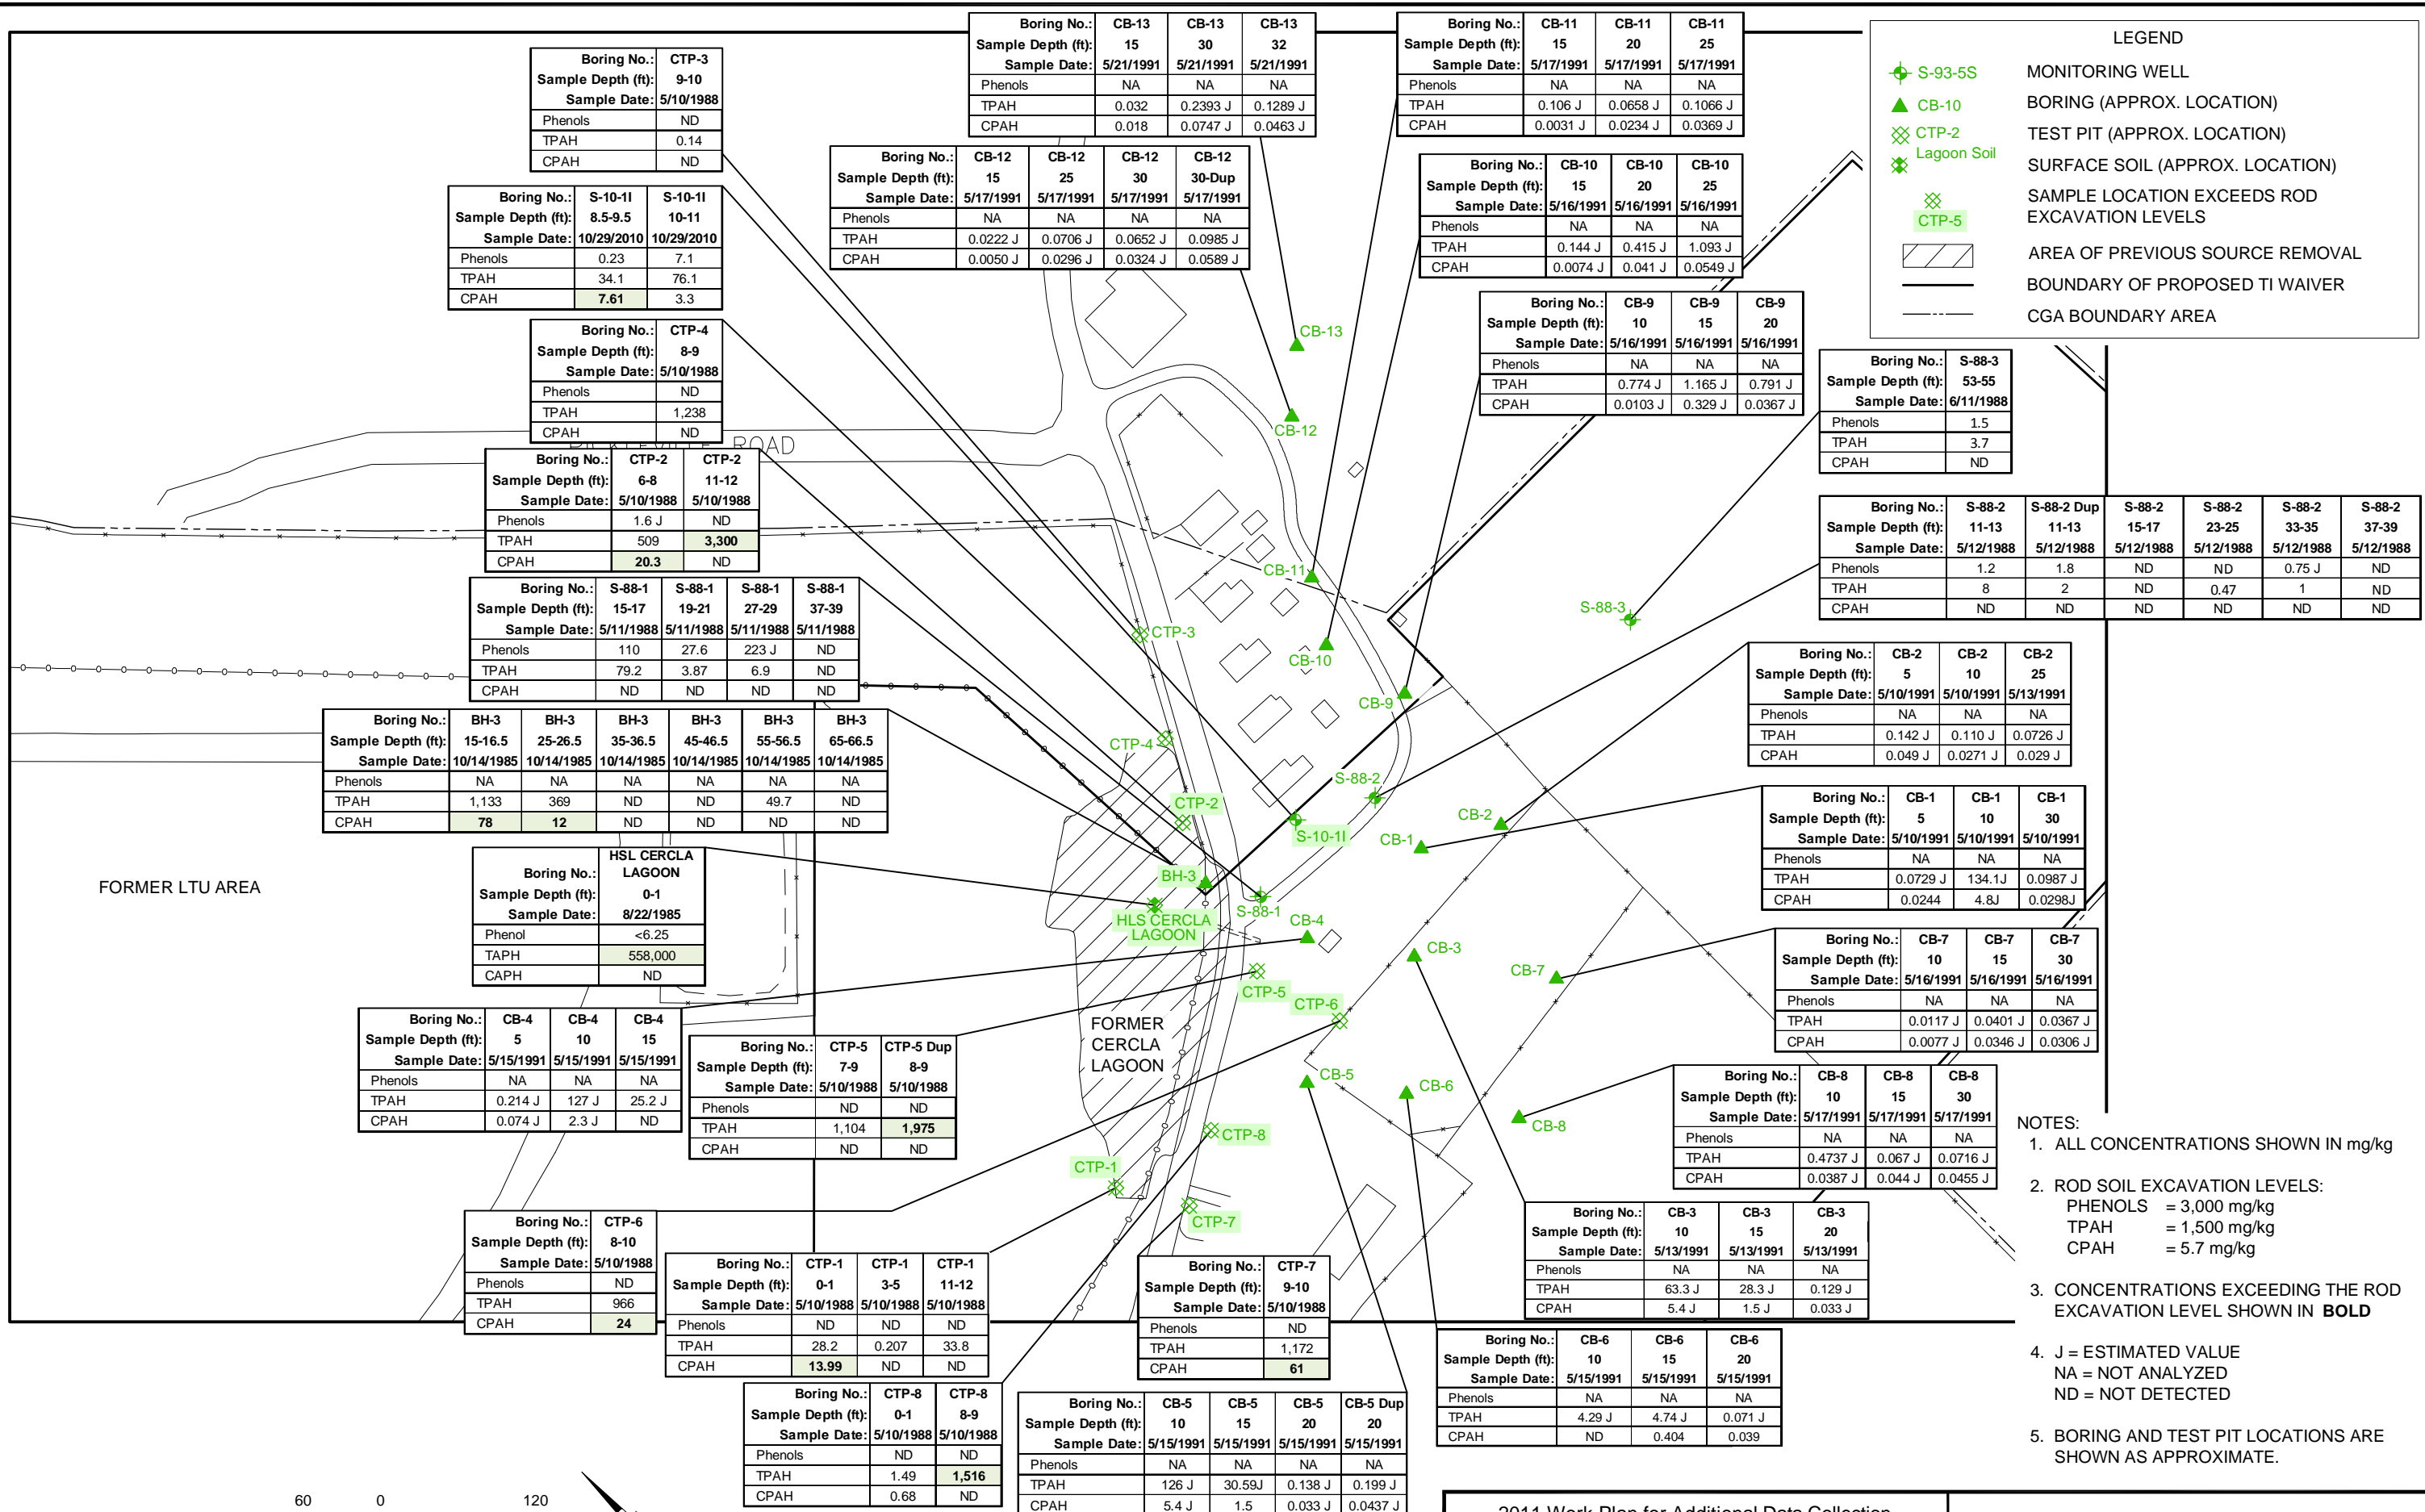 Boring No.: CTP-3
Sample Depth (ft): 9-10
Sample Date: 5/10/1988
Phenols ND
TPAH 0.14
CPAH ND
Boring No.: CB-13 CB-13 CB-13
Sample Depth (ft): 15 30 32
Sample Date: 5/21/1991 5/21/1991 5/21/1991
Phenols NA NA NA
TPAH 0.032 0.2393 J 0.1289 J
CPAH 0.018 0.0747 J 0.0463 J
Boring No.: CB-11 CB-11 CB-11
Sample Depth (ft): 15 20 25
Sample Date: 5/17/1991 5/17/1991 5/17/1991
Phenols NA NA NA
TPAH 0.106 J 0.0658 J 0.1066 J
CPAH 0.0031 J 0.0234 J 0.0369 J
LEGEND
S-93-5S MONITORING WELL
CB-10 BORING (APPROX. LOCATION)
CTP-2 TEST PIT (APPROX. LOCATION)
Lagoon Soil SURFACE SOIL (APPROX. LOCATION)
CTP-5 SAMPLE LOCATION EXCEEDS ROD
EXCAVATION LEVELS
AREA OF PREVIOUS SOURCE REMOVAL
BOUNDARY OF PROPOSED TI WAIVER
CGA BOUNDARY AREA
Boring No.: CB-12 CB-12 CB-12 CB-12
Sample Depth (ft): 15 25 30 30-Dup
Sample Date: 5/17/1991 5/17/1991 5/17/1991 5/17/1991
Phenols NA NA NA NA
TPAH 0.0222 J 0.0706 J 0.0652 J 0.0985 J
CPAH 0.0050 J 0.0296 J 0.0324 J 0.0589 J
Boring No.: CB-10 CB-10 CB-10
Sample Depth (ft): 15 20 25
Sample Date: 5/16/1991 5/16/1991 5/16/1991
Phenols NA NA NA
TPAH 0.144 J 0.415 J 1.093 J
CPAH 0.0074 J 0.041 J 0.0549 J
Boring No.: S-10-1I S-10-1I
Sample Depth (ft): 8.5-9.5 10-11
Sample Date: 10/29/2010 10/29/2010
Phenols 0.23 7.1
TPAH 34.1 76.1
CPAH 7.61 3.3
Boring No.: CB-9 CB-9 CB-9
Sample Depth (ft): 10 15 20
Sample Date: 5/16/1991 5/16/1991 5/16/1991
Phenols NA NA NA
TPAH 0.774 J 1.165 J 0.791 J
CPAH 0.0103 J 0.329 J 0.0367 J
Boring No.: CTP-4
Sample Depth (ft): 8-9
Sample Date: 5/10/1988
Phenols ND
TPAH 1,238
CPAH ND
Boring No.: S-88-3
Sample Depth (ft): 53-55
Sample Date: 6/11/1988
Phenols 1.5
TPAH 3.7
CPAH ND
ROAD
Boring No.: CTP-2 CTP-2
Sample Depth (ft): 6-8 11-12
Sample Date: 5/10/1988 5/10/1988
Phenols 1.6 J ND
TPAH 509 3,300
CPAH 20.3 ND
Boring No.: S-88-2 S-88-2 Dup S-88-2 S-88-2 S-88-2 S-88-2
Sample Depth (ft): 11-13 11-13 15-17 23-25 33-35 37-39
Sample Date: 5/12/1988 5/12/1988 5/12/1988 5/12/1988 5/12/1988 5/12/1988
Phenols 1.2 1.8 ND ND 0.75 J ND
TPAH 8 2 ND 0.47 1 ND
CPAH ND ND ND ND ND ND
Boring No.: S-88-1 S-88-1 S-88-1 S-88-1
Sample Depth (ft): 15-17 19-21 27-29 37-39
Sample Date: 5/11/1988 5/11/1988 5/11/1988 5/11/1988
Phenols 110 27.6 223 J ND
TPAH 79.2 3.87 6.9 ND
CPAH ND ND ND ND
Boring No.: CB-2 CB-2 CB-2
Sample Depth (ft): 5 10 25
Sample Date: 5/10/1991 5/10/1991 5/13/1991
Phenols NA NA NA
TPAH 0.142 J 0.110 J 0.0726 J
CPAH 0.049 J 0.0271 J 0.029 J
Boring No.: BH-3 BH-3 BH-3 BH-3 BH-3 BH-3
Sample Depth (ft): 15-16.5 25-26.5 35-36.5 45-46.5 55-56.5 65-66.5
Sample Date: 10/14/1985 10/14/1985 10/14/1985 10/14/1985 10/14/1985 10/14/1985
Phenols NA NA NA NA NA NA
TPAH 1,133 369 ND ND 49.7 ND
CPAH 78 12 ND ND ND ND
Boring No.: CB-1 CB-1 CB-1
Sample Depth (ft): 5 10 30
Sample Date: 5/10/1991 5/10/1991 5/10/1991
Phenols NA NA NA
TPAH 0.0729 J 134.1J 0.0987 J
CPAH 0.0244 4.8J 0.0298J
HSL CERCLA
Boring No.: LAGOON
Sample Depth (ft): 0-1
Sample Date: 8/22/1985
Phenol <6.25
TAPH 558,000
CAPH ND
FORMER LTU AREA
Boring No.: CB-7 CB-7 CB-7
Sample Depth (ft): 10 15 30
Sample Date: 5/16/1991 5/16/1991 5/16/1991
Phenols NA NA NA
TPAH 0.0117 J 0.0401 J 0.0367 J
CPAH 0.0077 J 0.0346 J 0.0306 J
Boring No.: CB-4 CB-4 CB-4
Sample Depth (ft): 5 10 15
Sample Date: 5/15/1991 5/15/1991 5/15/1991
Phenols NA NA NA
TPAH 0.214 J 127 J 25.2 J
CPAH 0.074 J 2.3 J ND
Boring No.: CTP-5 CTP-5 Dup
Sample Depth (ft): 7-9 8-9
Sample Date: 5/10/1988 5/10/1988
Phenols ND ND
TPAH 1,104 1,975
CPAH ND ND
Boring No.: CB-8 CB-8 CB-8
Sample Depth (ft): 10 15 30
Sample Date: 5/17/1991 5/17/1991 5/17/1991
Phenols NA NA NA
TPAH 0.4737 J 0.067 J 0.0716 J
CPAH 0.0387 J 0.044 J 0.0455 J
CB-13
CB-12
CB-11
S-88-3
CTP-3
CB-10
CB-9
CTP-4
S-88-2
CTP-2
CB-2
S-10-1I
CB-1
BH-3
S-88-1
HLS CERCLA
LAGOON
CB-4
CB-3
CB-7
CTP-5
CTP-6
FORMER
CERCLA
LAGOON
CB-5
CB-6
CB-8
CTP-8
CTP-1
CTP-7
Boring No.: CTP-6
Sample Depth (ft): 8-10
Sample Date: 5/10/1988
Phenols ND
TPAH 966
CPAH 24
Boring No.: CTP-1 CTP-1 CTP-1
Sample Depth (ft): 0-1 3-5 11-12
Sample Date: 5/10/1988 5/10/1988 5/10/1988
Phenols ND ND ND
TPAH 28.2 0.207 33.8
CPAH 13.99 ND ND
Boring No.: CTP-7
Sample Depth (ft): 9-10
Sample Date: 5/10/1988
Phenols ND
TPAH 1,172
CPAH 61
Boring No.: CB-3 CB-3 CB-3
Sample Depth (ft): 10 15 20
Sample Date: 5/13/1991 5/13/1991 5/13/1991
Phenols NA NA NA
TPAH 63.3 J 28.3 J 0.129 J
CPAH 5.4 J 1.5 J 0.033 J
Boring No.: CB-6 CB-6 CB-6
Sample Depth (ft): 10 15 20
Sample Date: 5/15/1991 5/15/1991 5/15/1991
Phenols NA NA NA
TPAH 4.29 J 4.74 J 0.071 J
CPAH ND 0.404 0.039
Boring No.: CTP-8 CTP-8
Sample Depth (ft): 0-1 8-9
Sample Date: 5/10/1988 5/10/1988
Phenols ND ND
TPAH 1.49 1,516
CPAH 0.68 ND
Boring No.: CB-5 CB-5 CB-5 CB-5 Dup
Sample Depth (ft): 10 15 20 20
Sample Date: 5/15/1991 5/15/1991 5/15/1991 5/15/1991
Phenols NA NA NA NA
TPAH 126 J 30.59J 0.138 J 0.199 J
CPAH 5.4 J 1.5 0.033 J 0.0437 J
NOTES:
1. ALL CONCENTRATIONS SHOWN IN mg/kg
2. ROD SOIL EXCAVATION LEVELS:
PHENOLS = 3,000 mg/kg
TPAH = 1,500 mg/kg
CPAH = 5.7 mg/kg
3. CONCENTRATIONS EXCEEDING THE ROD
EXCAVATION LEVEL SHOWN IN BOLD
4. J = ESTIMATED VALUE
NA = NOT ANALYZED
ND = NOT DETECTED
5. BORING AND TEST PIT LOCATIONS ARE
SHOWN AS APPROXIMATE.
60 0 120
2011 Work Plan for Additional Data Collection